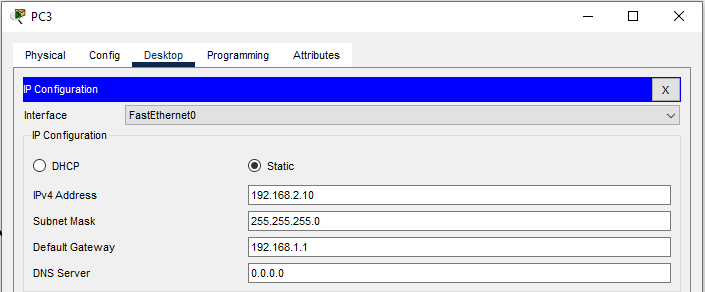 PC3
Physical Config Desktop Programming Attributes
IP Configuration X
Interface FastEthernet0
IP Configuration
DHCP Static
IPv4 Address 192.168.2.10
Subnet Mask 255.255.255.0
Default Gateway 192.168.1.1
DNS Server 0.0.0.0